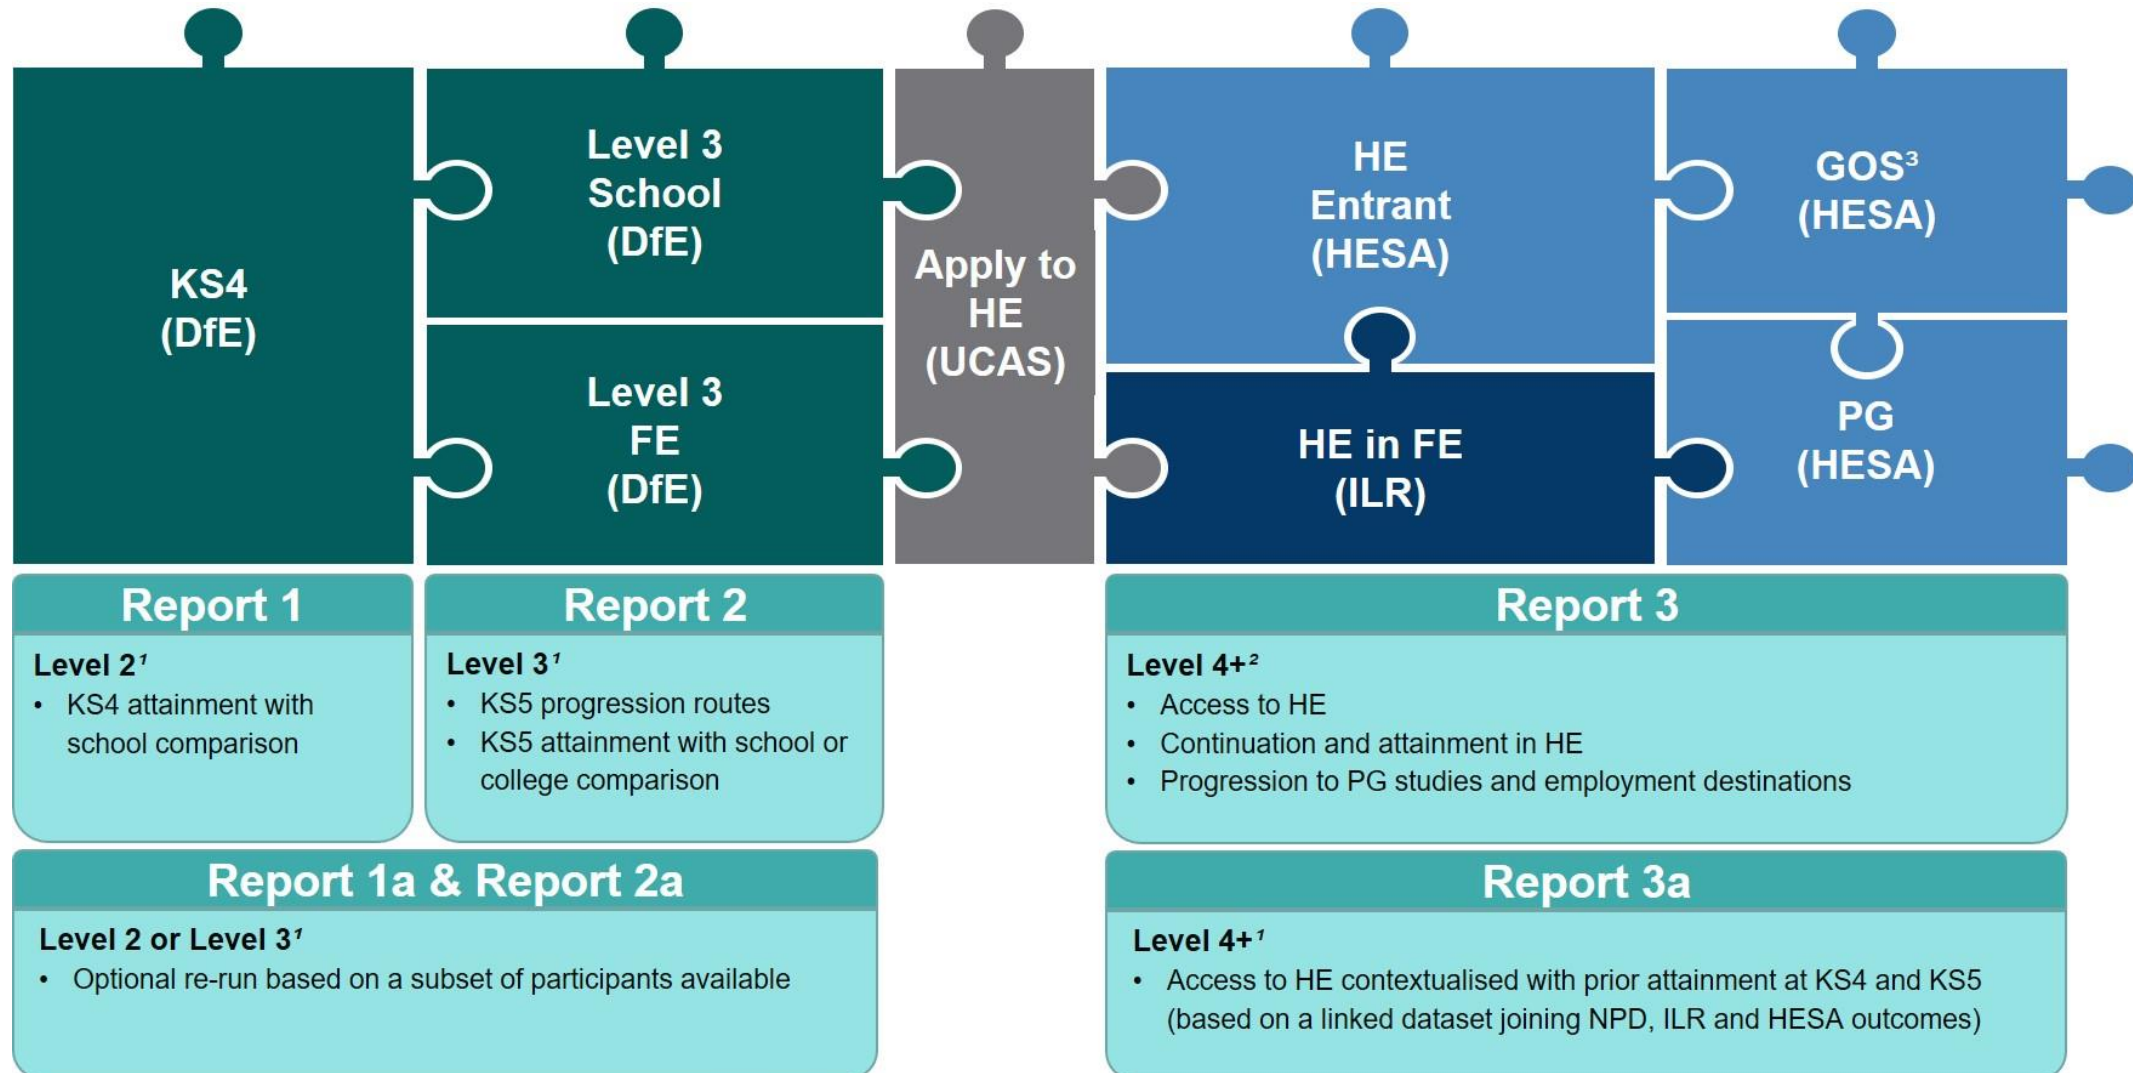 KS4
(DfE)
Level 3
School
(DfE)
Level 3
FE
(DfE)
Apply to
HE
(UCAS)
HE
Entrant
(HESA)
HE in FE
(ILR)
GOS³
(HESA)
PG
(HESA)
Report 1
Level 2¹
• KS4 attainment with
school comparison
Report 2
Level 3¹
• KS5 progression routes
• KS5 attainment with school or
college comparison
Report 3
Level 4+²
• Access to HE
• Continuation and attainment in HE
• Progression to PG studies and employment destinations
Report 1a & Report 2a
Level 2 or Level 3¹
• Optional re-run based on a subset of participants available
Report 3a
Level 4+¹
• Access to HE contextualised with prior attainment at KS4 and KS5
(based on a linked dataset joining NPD, ILR and HESA outcomes)